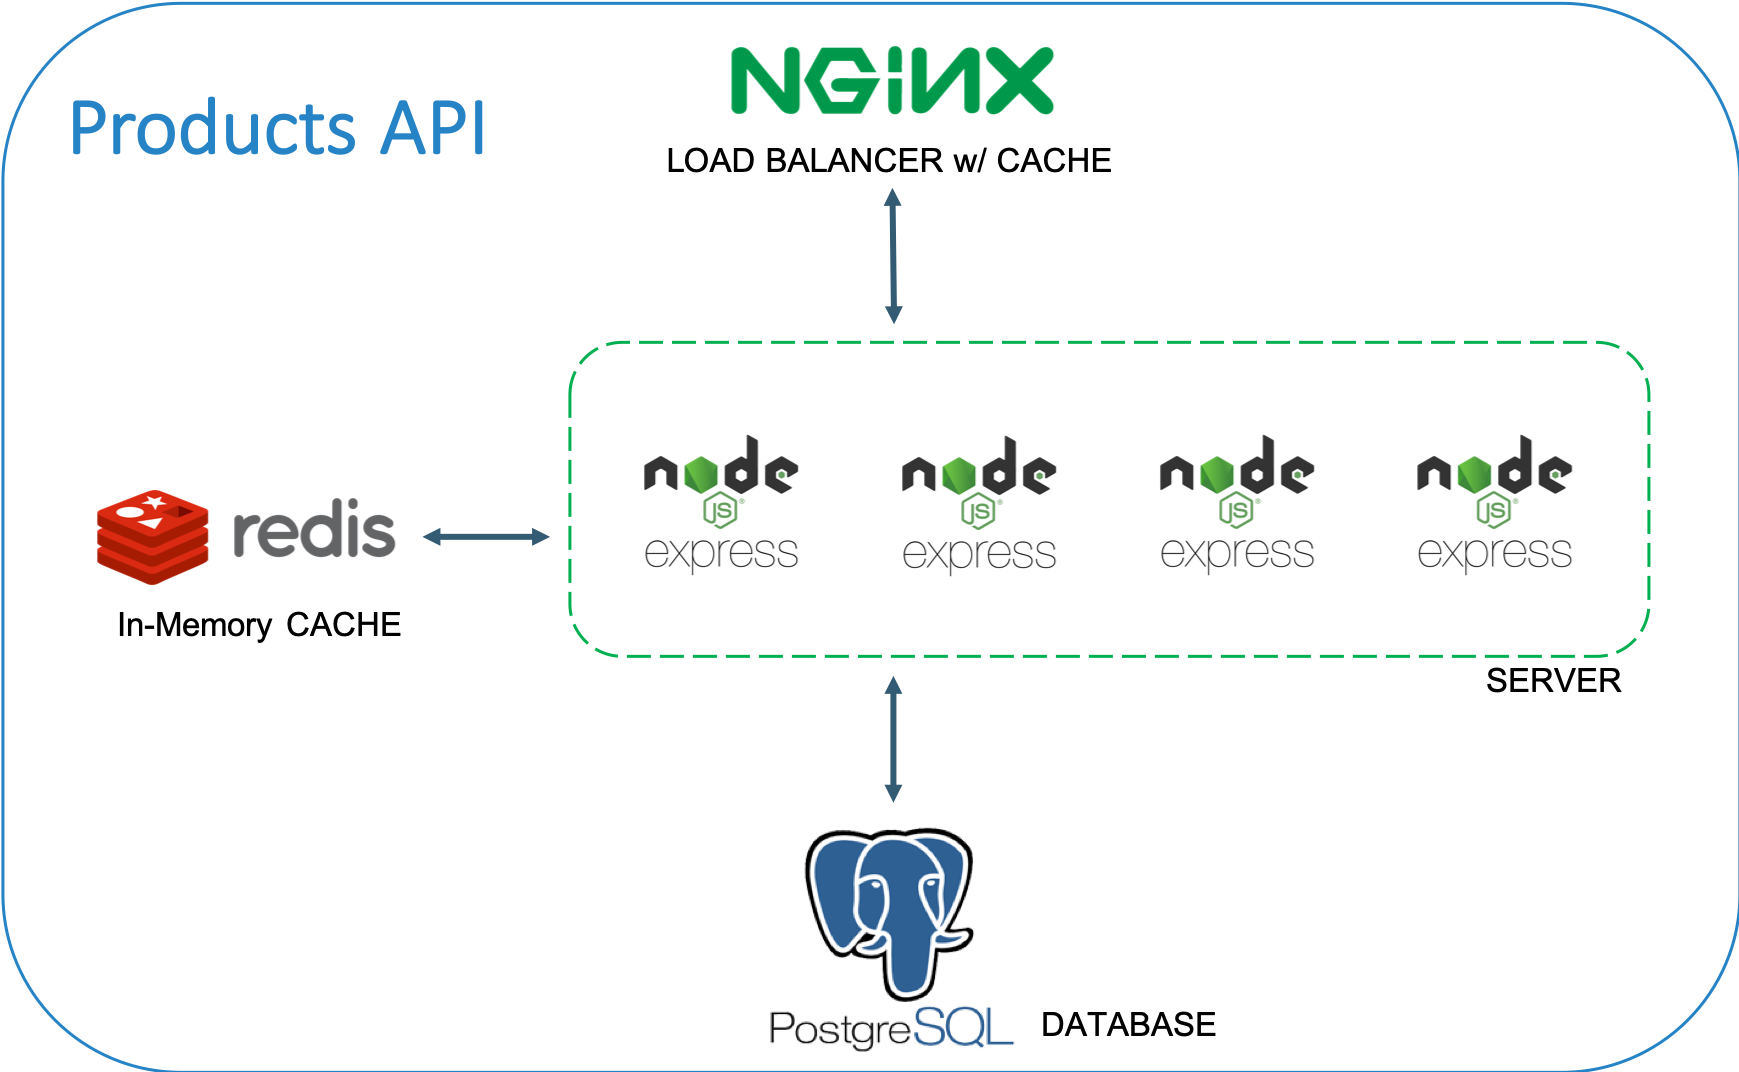 NGiNX
Products API
LOAD BALANCER w/ CACHE
node node node node
JS JS JS JS
express express express express
redis
In-Memory CACHE
SERVER
PostgreSQL DATABASE